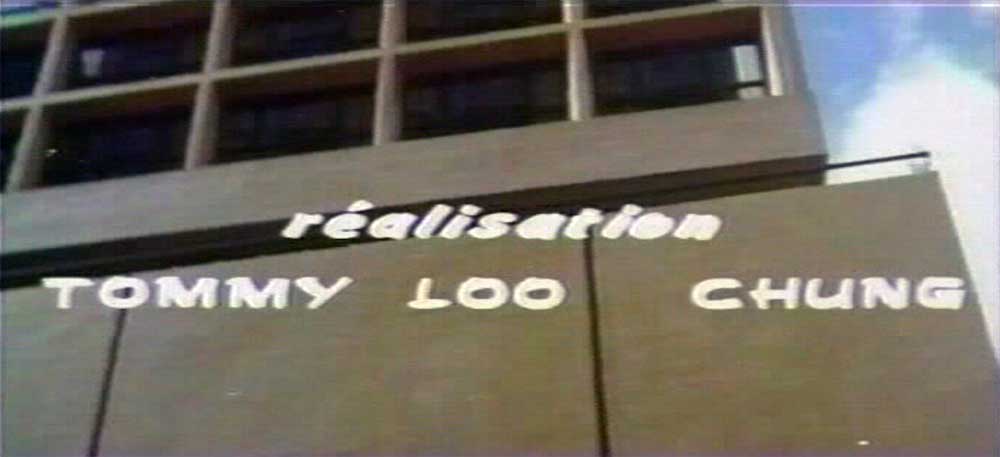 réalisation
TOMMY LOO CHUNG